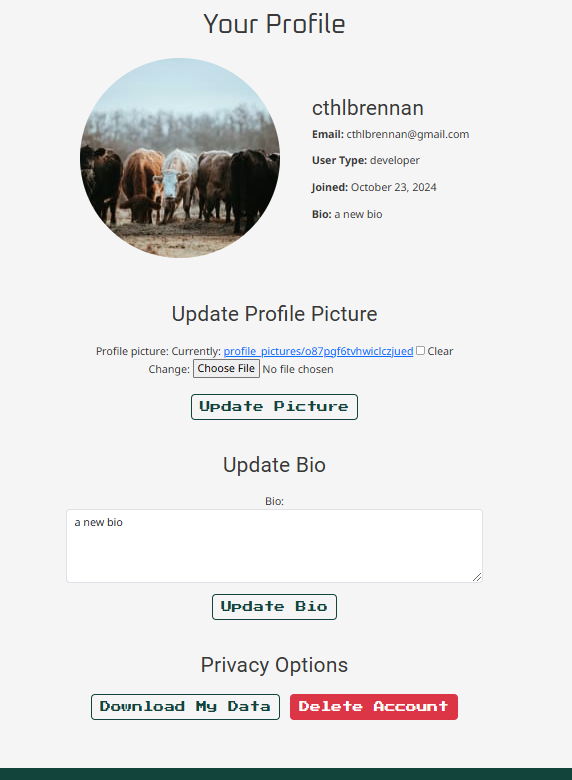 Your Profile
cthlbrennan
Email: cthlbrennan@gmail.com
User Type: developer
Joined: October 23, 2024
Bio: a new bio
Update Profile Picture
Profile picture: Currently: profile_pictures/o87pgf6tvhwiclczjued Clear
Change: Choose File No file chosen
Update Picture
Update Bio
Bio:
a new bio
Update Bio
Privacy Options
Download My Data Delete Account